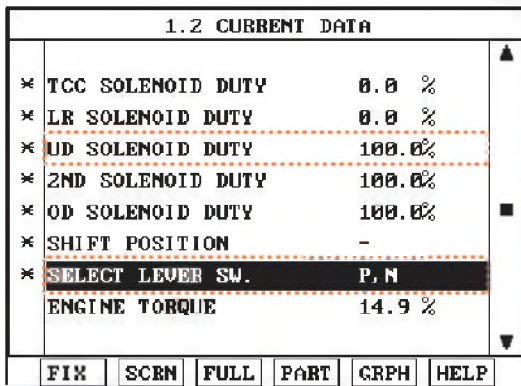 1.2 CURRENT DATA
* TCC SOLENOID DUTY 0.0 %
* LR SOLENOID DUTY 0.0 %
* UD SOLENOID DUTY 100.0%
* 2ND SOLENOID DUTY 100.0%
* OD SOLENOID DUTY 100.0%
* SHIFT POSITION -
* SELECT LEVER SW. P,N
ENGINE TORQUE 14.9 %
FIX SCRN FULL PART GRPH HELP